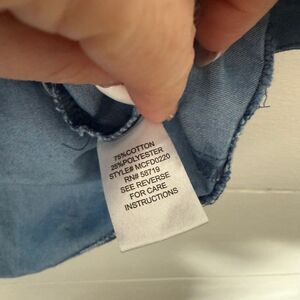 75%COTTON
25%POLYESTER
STYLE# MCFD0220
RN# 58719
SEE REVERSE
FOR CARE
INSTRUCTIONS